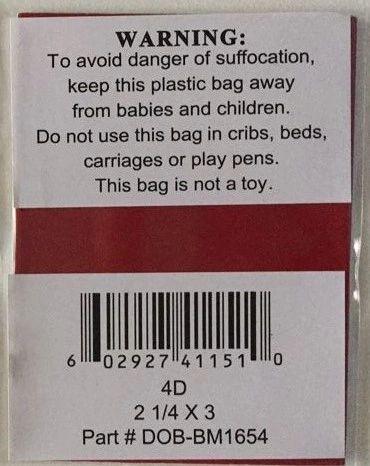 WARNING:
To avoid danger of suffocation,
keep this plastic bag away
from babies and children.
Do not use this bag in cribs, beds,
carriages or play pens.
This bag is not a toy.
6 02927 41151 0
4D
2 1/4 X 3
Part # DOB-BM1654